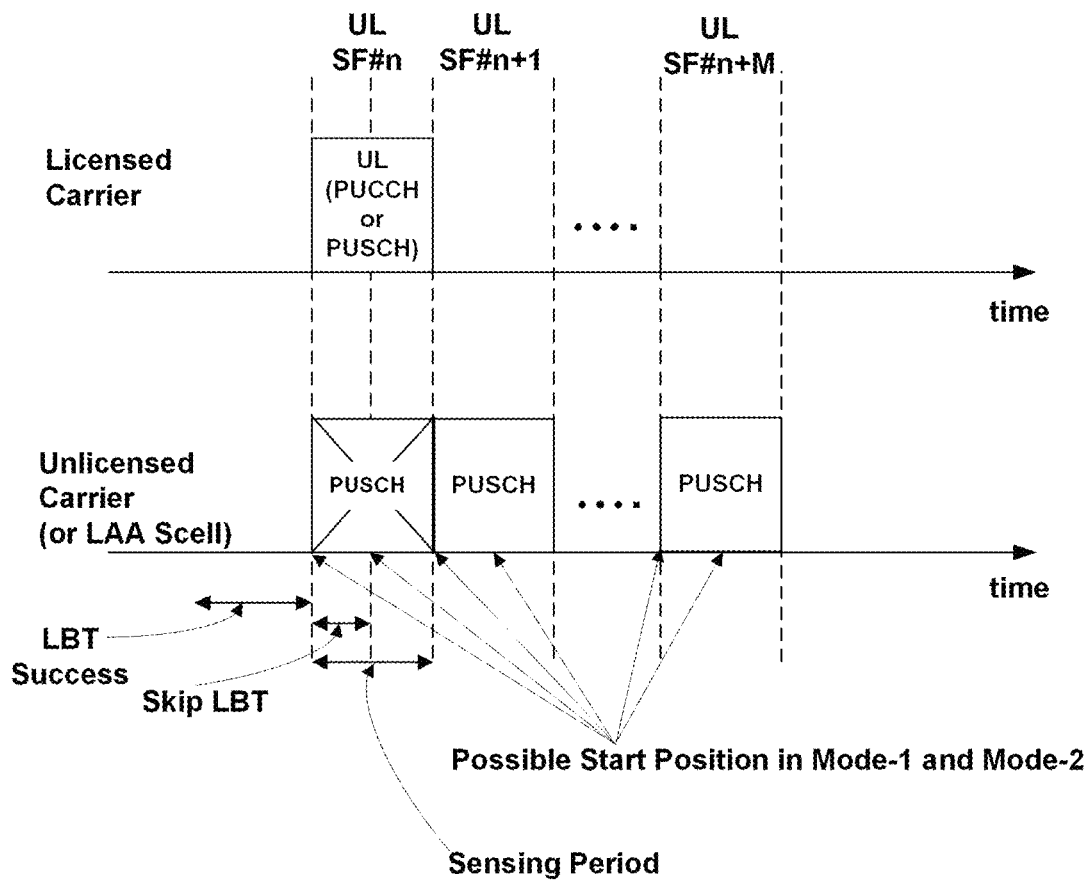 UL
SF#n
UL
SF#n+1
UL
SF#n+M
Licensed
Carrier
UL
(PUCCH
or
PUSCH)
time
Unlicensed
Carrier
(or LAA Scell)
PUSCH
PUSCH
PUSCH
time
LBT
Success
Skip LBT
Possible Start Position in Mode-1 and Mode-2
Sensing Period